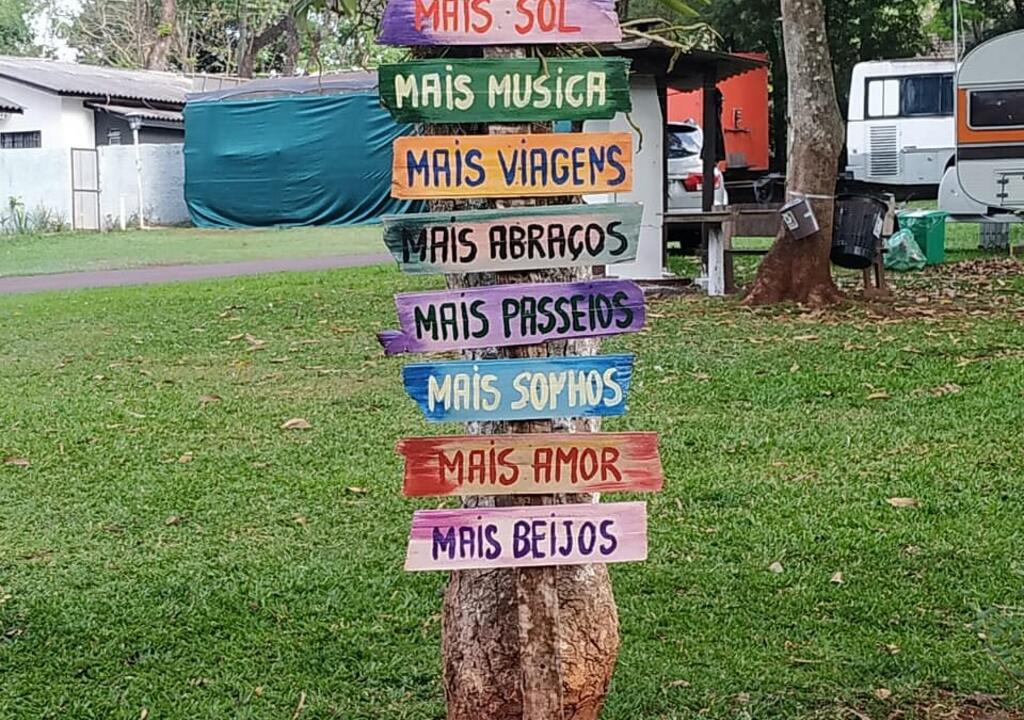 MAIS SOL
MAIS MUSICA
MAIS VIAGENS
MAIS ABRAÇOS
MAIS PASSEIOS
MAIS SONHOS
MAIS AMOR
MAIS BEIJOS